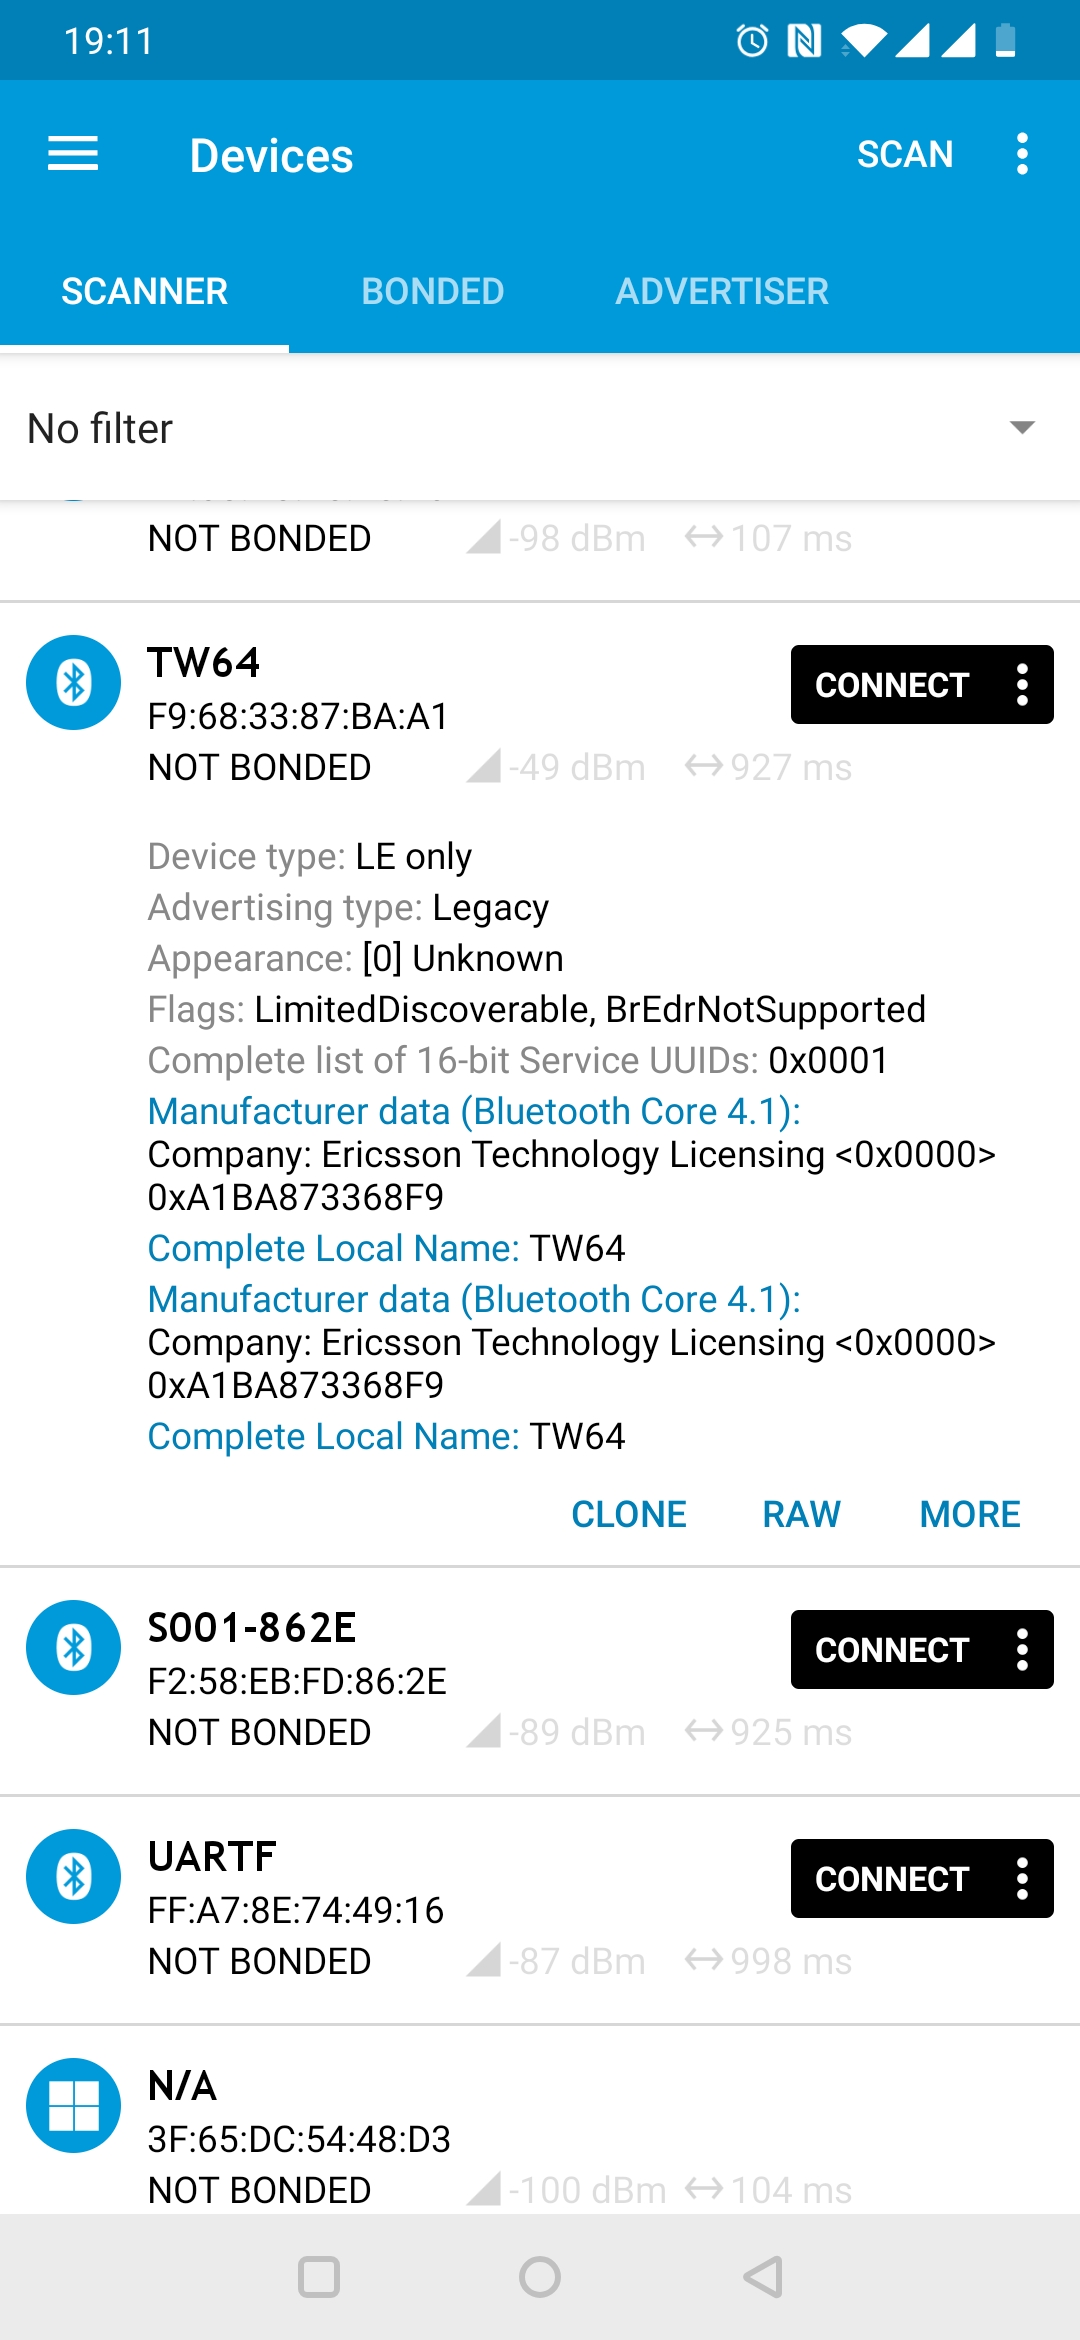 19:11
Devices
SCAN
SCANNER
BONDED
ADVERTISER
No filter
NOT BONDED -98 dBm 107 ms
TW64
CONNECT
F9:68:33:87:BA:A1
NOT BONDED -49 dBm 927 ms
Device type: LE only
Advertising type: Legacy
Appearance: [0] Unknown
Flags: LimitedDiscoverable, BrEdrNotSupported
Complete list of 16-bit Service UUIDs: 0x0001
Manufacturer data (Bluetooth Core 4.1):
Company: Ericsson Technology Licensing <0x0000>
0xA1BA873368F9
Complete Local Name: TW64
Manufacturer data (Bluetooth Core 4.1):
Company: Ericsson Technology Licensing <0x0000>
0xA1BA873368F9
Complete Local Name: TW64
CLONE
RAW
MORE
S001-862E
CONNECT
F2:58:EB:FD:86:2E
NOT BONDED -89 dBm 925 ms
UARTF
CONNECT
FF:A7:8E:74:49:16
NOT BONDED -87 dBm 998 ms
N/A
3F:65:DC:54:48:D3
NOT BONDED -100 dBm 104 ms